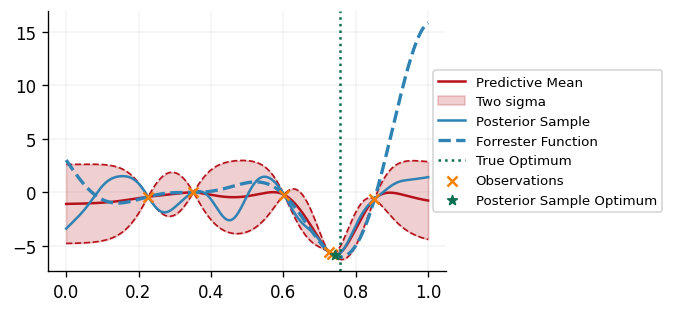 15
10
5
0
−5
0.0 0.2 0.4 0.6 0.8 1.0
Predictive Mean
Two sigma
Posterior Sample
Forrester Function
True Optimum
Observations
Posterior Sample Optimum